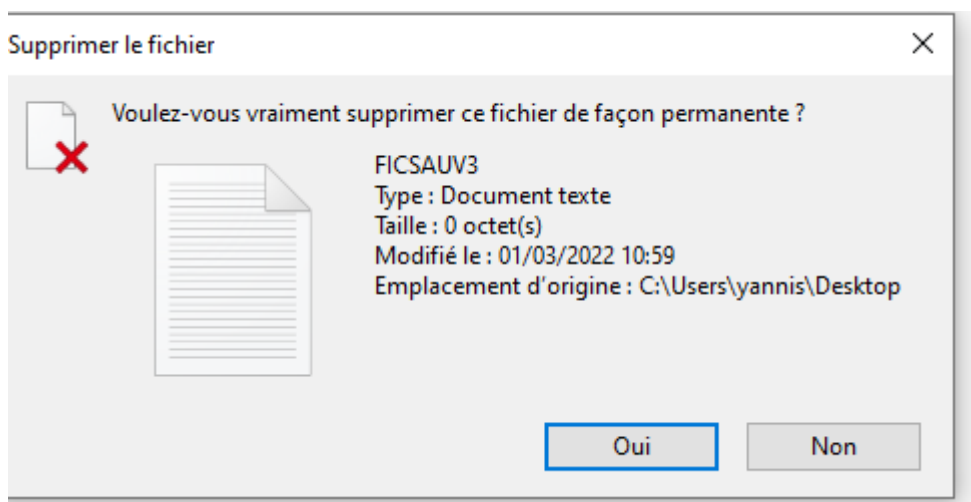 Supprimer le fichier
Voulez-vous vraiment supprimer ce fichier de façon permanente ?
FICSAUV3
Type : Document texte
Taille : 0 octet(s)
Modifié le : 01/03/2022 10:59
Emplacement d'origine : C:\Users\yannis\Desktop
Oui
Non